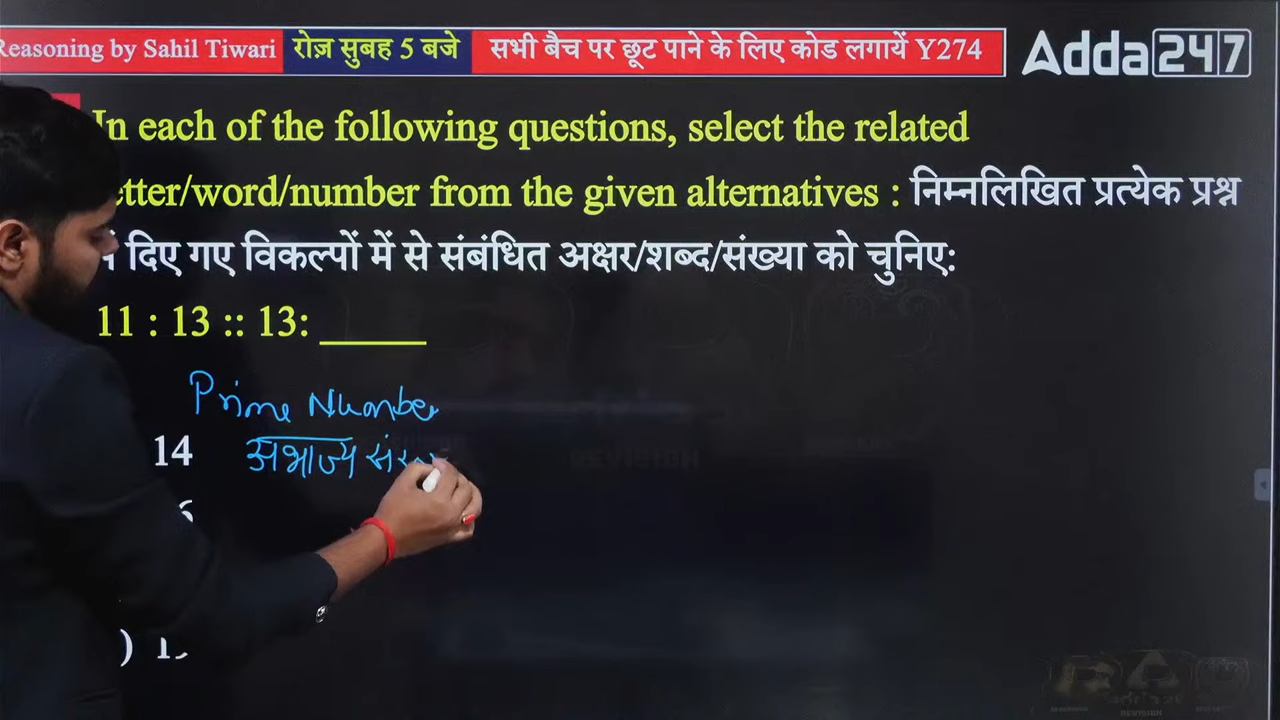 Reasoning by Sahil Tiwari रोज़ सुबह 5 बजे सभी बैच पर छूट पाने के लिए कोड लगायें Y274 Adda247
In each of the following questions, select the related
etter/word/number from the given alternatives : निम्नलिखित प्रत्येक प्रश्न
दिए गए विकल्पों में से संबंधित अक्षर/शब्द/संख्या को चुनिए:
11 : 13 :: 13: _____
Prime Number
14 अभाज्य